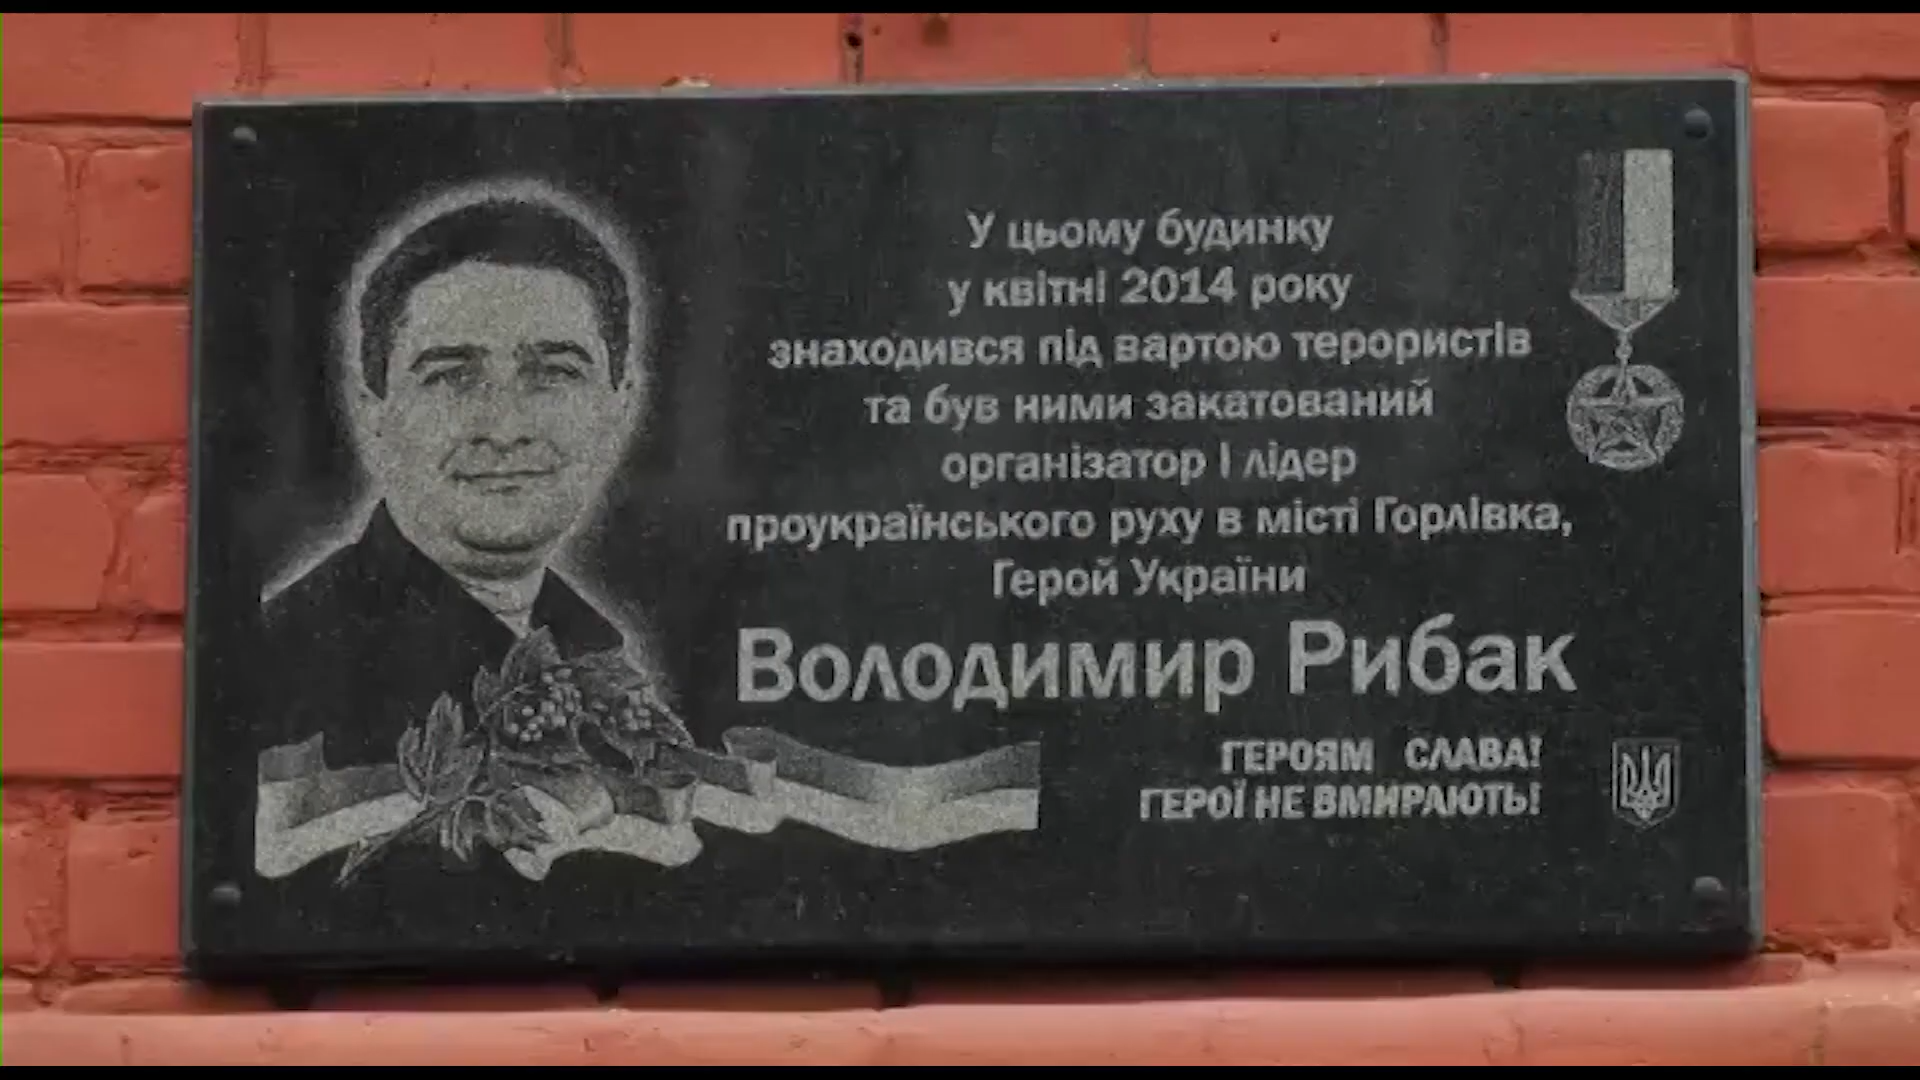 У цьому будинку
у квітні 2014 року
знаходився під вартою терористів
та був ними закатований
організатор і лідер
проукраїнського руху в місті Горлівка,
Герой України
Володимир Рибак
ГЕРОЯМ СЛАВА!
ГЕРОЇ НЕ ВМИРАЮТЬ!